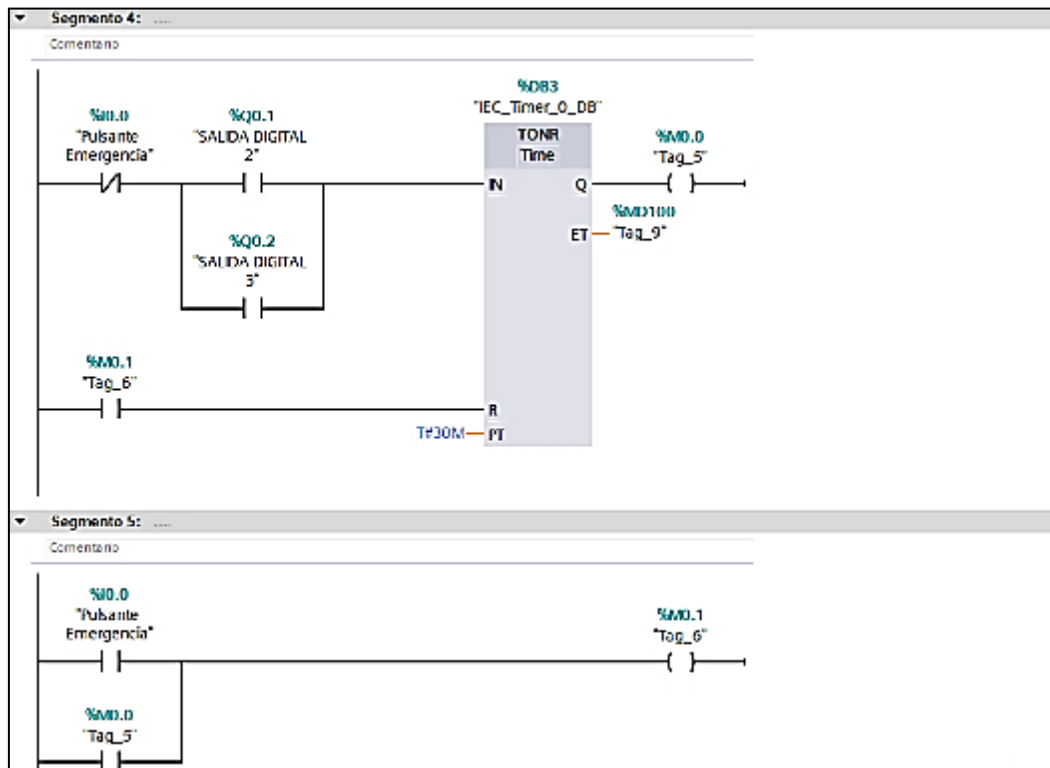 Segmento 4: ....
Comentario
%DB3
"IEC_Timer_0_DB"
%I0.0
"Pulsante
Emergencia"
%Q0.1
"SALIDA DIGITAL
2"
TONR
Time
%M0.0
"Tag_5"
IN
Q
%MD100
ET
"Tag_9"
%Q0.2
"SALIDA DIGITAL
3"
%M0.1
"Tag_6"
R
T#30M
PT
Segmento 5: ....
Comentario
%I0.0
"Pulsante
Emergencia"
%M0.1
"Tag_6"
%M0.0
"Tag_5"